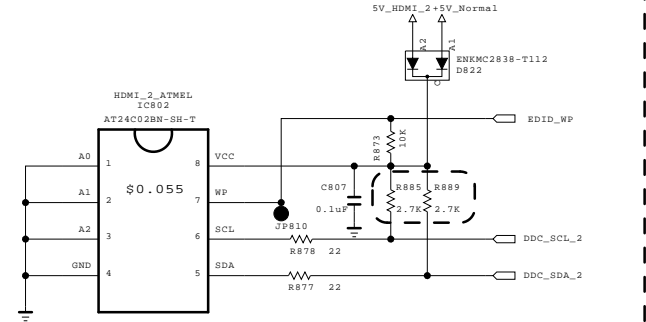 5V_HDMI_2 +5V_Normal
A2 A1
ENKMC2838-T112
D822
C
HDMI_2_ATMEL
IC802
AT24C02BN-SH-T
EDID_WP
R873 10K
A0 1 8 VCC
$0.055
C807 R885 R889
A1 2 7 WP
0.1uF 2.7K 2.7K
JP810
A2 3 6 SCL
DDC_SCL_2
R878 22
GND 4 5 SDA
DDC_SDA_2
R877 22